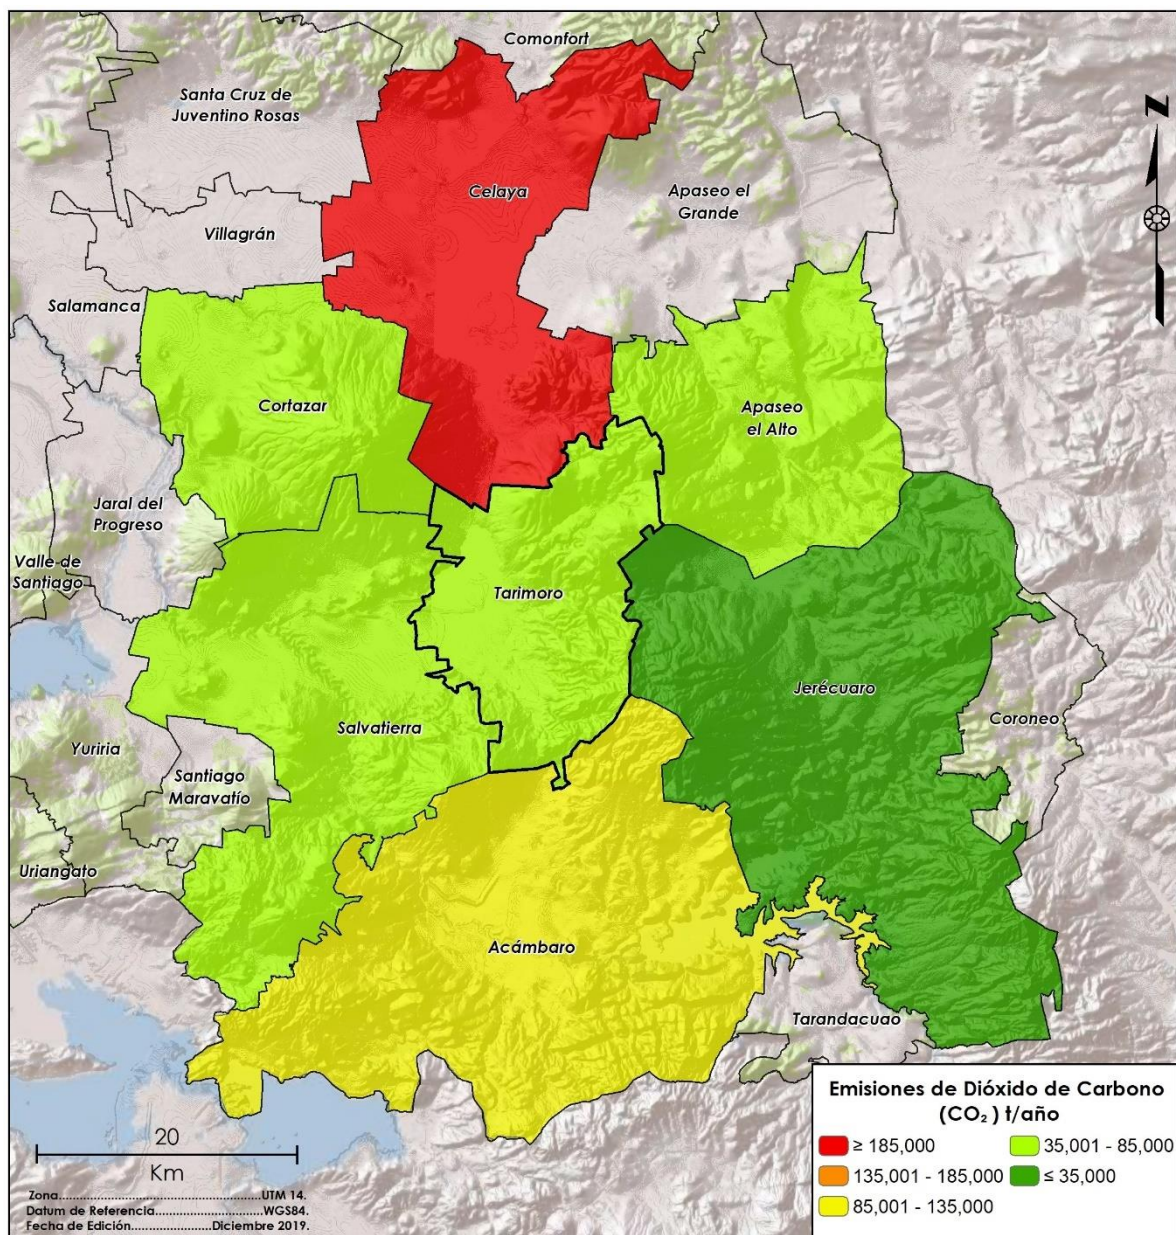 Comonfort
Santa Cruz de
Juventino Rosas
Celaya
Apaseo el
Grande
Villagrán
Salamanca
Cortazar
Apaseo
el Alto
Jaral del
Progreso
Valle de
Santiago
Tarimoro
Jerécuaro
Coroneo
Salvatierra
Yuriria
Santiago
Maravatío
Uriangato
Acámbaro
Tarandacuao
N
20
Km
Zona...............................................UTM 14.
Datum de Referencia........................WGS84.
Fecha de Edición..................Diciembre 2019.
Emisiones de Dióxido de Carbono
(CO₂ ) t/año
≥ 185,000
135,001 - 185,000
85,001 - 135,000
35,001 - 85,000
≤ 35,000